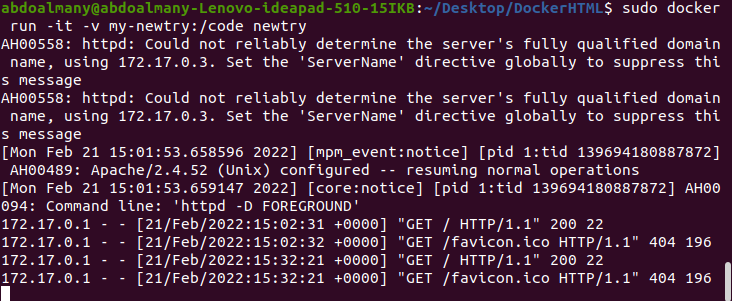 abdoalmany@abdoalmany-Lenovo-ideapad-510-15IKB:~/Desktop/DockerHTML$ sudo docker
 run -it -v my-newtry:/code newtry
AH00558: httpd: Could not reliably determine the server's fully qualified domain
 name, using 172.17.0.3. Set the 'ServerName' directive globally to suppress thi
s message
AH00558: httpd: Could not reliably determine the server's fully qualified domain
 name, using 172.17.0.3. Set the 'ServerName' directive globally to suppress thi
s message
[Mon Feb 21 15:01:53.658596 2022] [mpm_event:notice] [pid 1:tid 139694180887872]
 AH00489: Apache/2.4.52 (Unix) configured -- resuming normal operations
[Mon Feb 21 15:01:53.659147 2022] [core:notice] [pid 1:tid 139694180887872] AH00
094: Command line: 'httpd -D FOREGROUND'
172.17.0.1 - - [21/Feb/2022:15:02:31 +0000] "GET / HTTP/1.1" 200 22
172.17.0.1 - - [21/Feb/2022:15:02:32 +0000] "GET /favicon.ico HTTP/1.1" 404 196
172.17.0.1 - - [21/Feb/2022:15:32:21 +0000] "GET / HTTP/1.1" 200 22
172.17.0.1 - - [21/Feb/2022:15:32:21 +0000] "GET /favicon.ico HTTP/1.1" 404 196